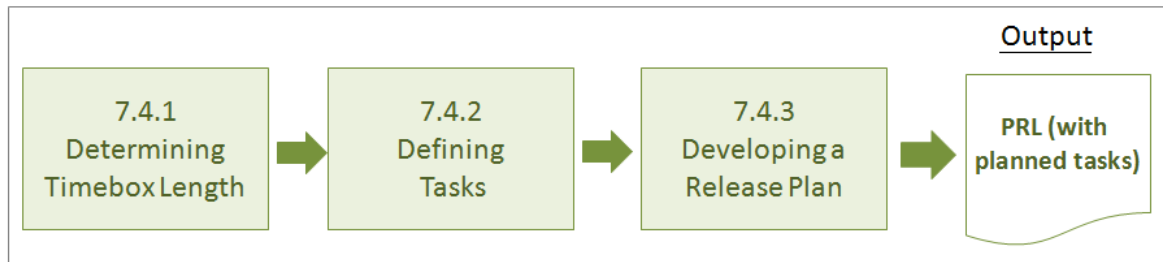 Output
7.4.1
Determining
Timebox Length
7.4.2
Defining
Tasks
7.4.3
Developing a
Release Plan
PRL (with
planned tasks)